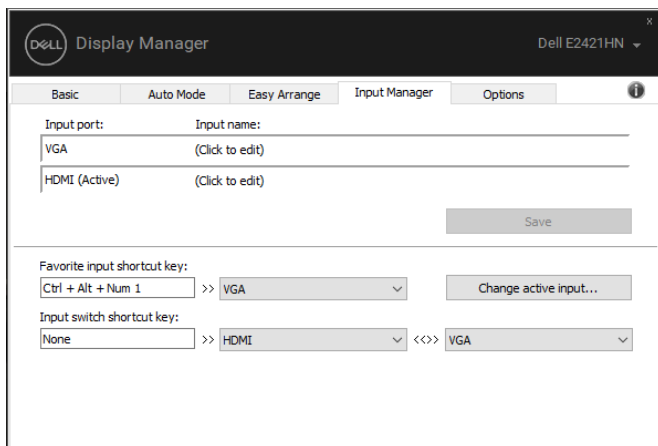 x
DELL Display Manager Dell E2421HN
Basic Auto Mode Easy Arrange Input Manager Options i
Input port: Input name:
VGA (Click to edit)
HDMI (Active) (Click to edit)
Save
Favorite input shortcut key:
Ctrl + Alt + Num 1 >> VGA Change active input...
Input switch shortcut key:
None >> HDMI <<>> VGA